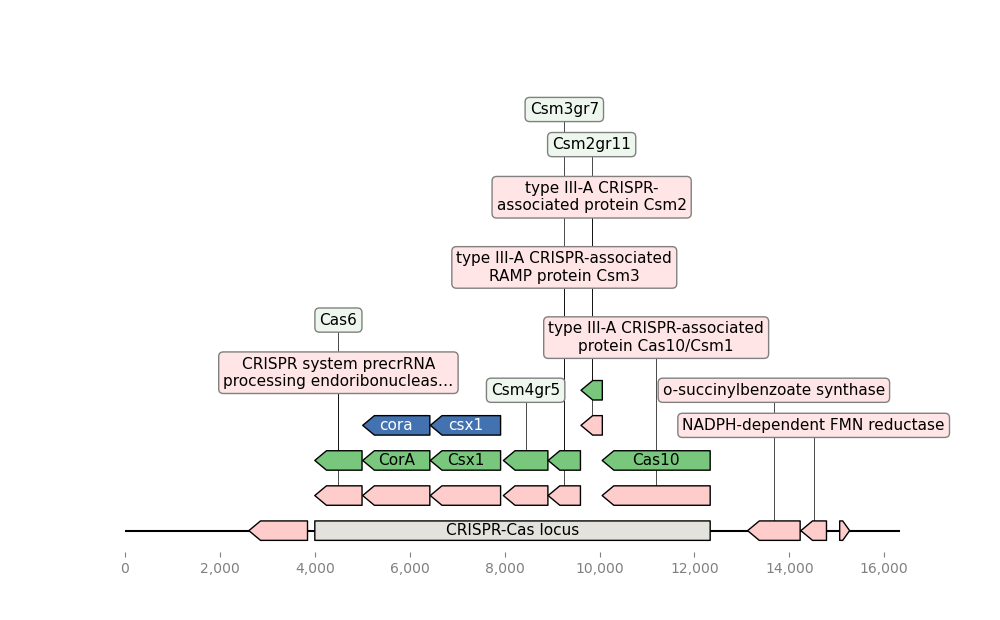 Csm3gr7
Csm2gr11
type III-A CRISPR-
associated protein Csm2
type III-A CRISPR-associated
RAMP protein Csm3
Cas6
type III-A CRISPR-associated
protein Cas10/Csm1
CRISPR system precrRNA
processing endoribonucleas...
Csm4gr5
o-succinylbenzoate synthase
cora
csx1
NADPH-dependent FMN reductase
CorA
Csx1
Cas10
CRISPR-Cas locus
0
2,000
4,000
6,000
8,000
10,000
12,000
14,000
16,000